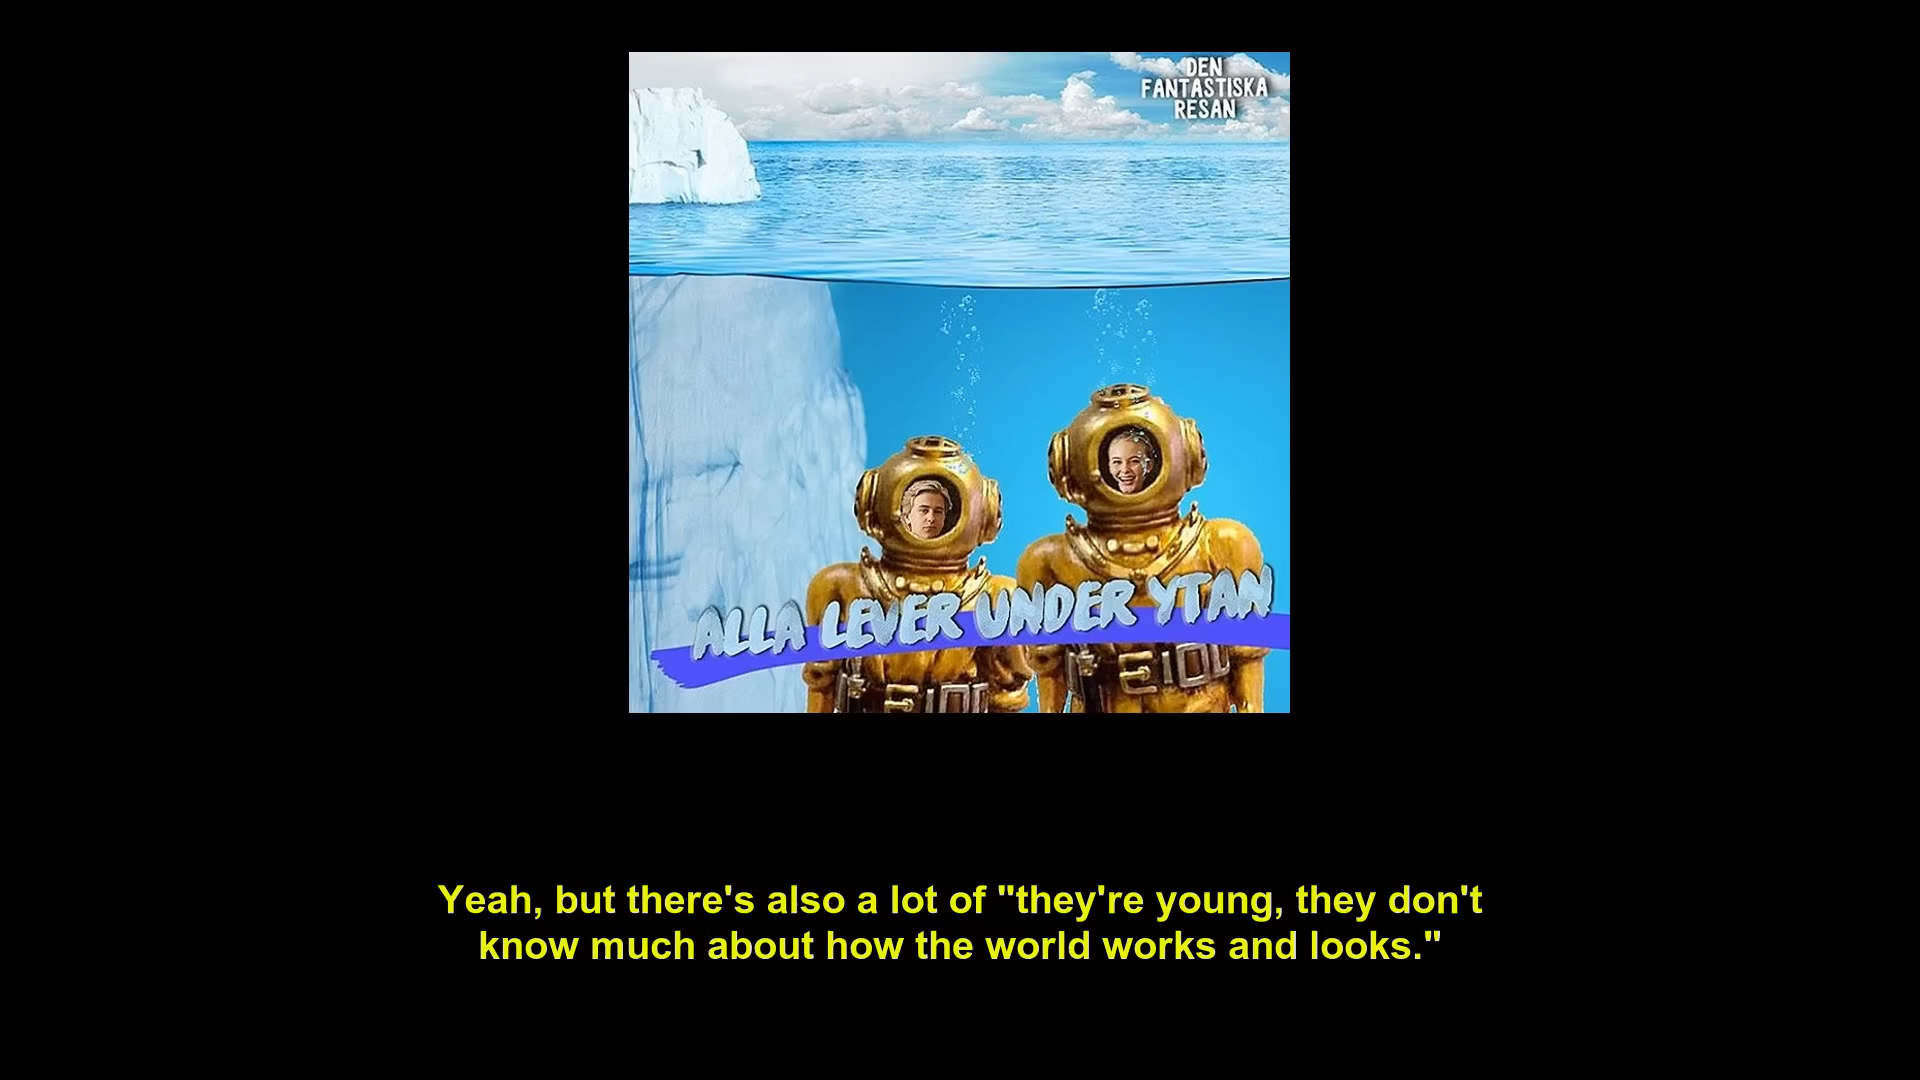 DEN
FANTASTISKA
RESAN
ALLA LEVER UNDER YTAN
Yeah, but there's also a lot of "they're young, they don't
know much about how the world works and looks."